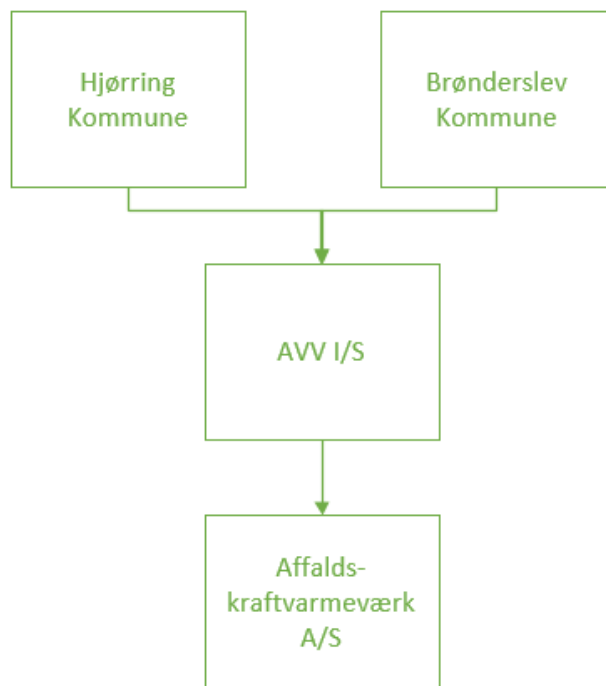 Hjørring
Kommune
Brønderslev
Kommune
AVV I/S
Affalds-
kraftvarmeværk
A/S